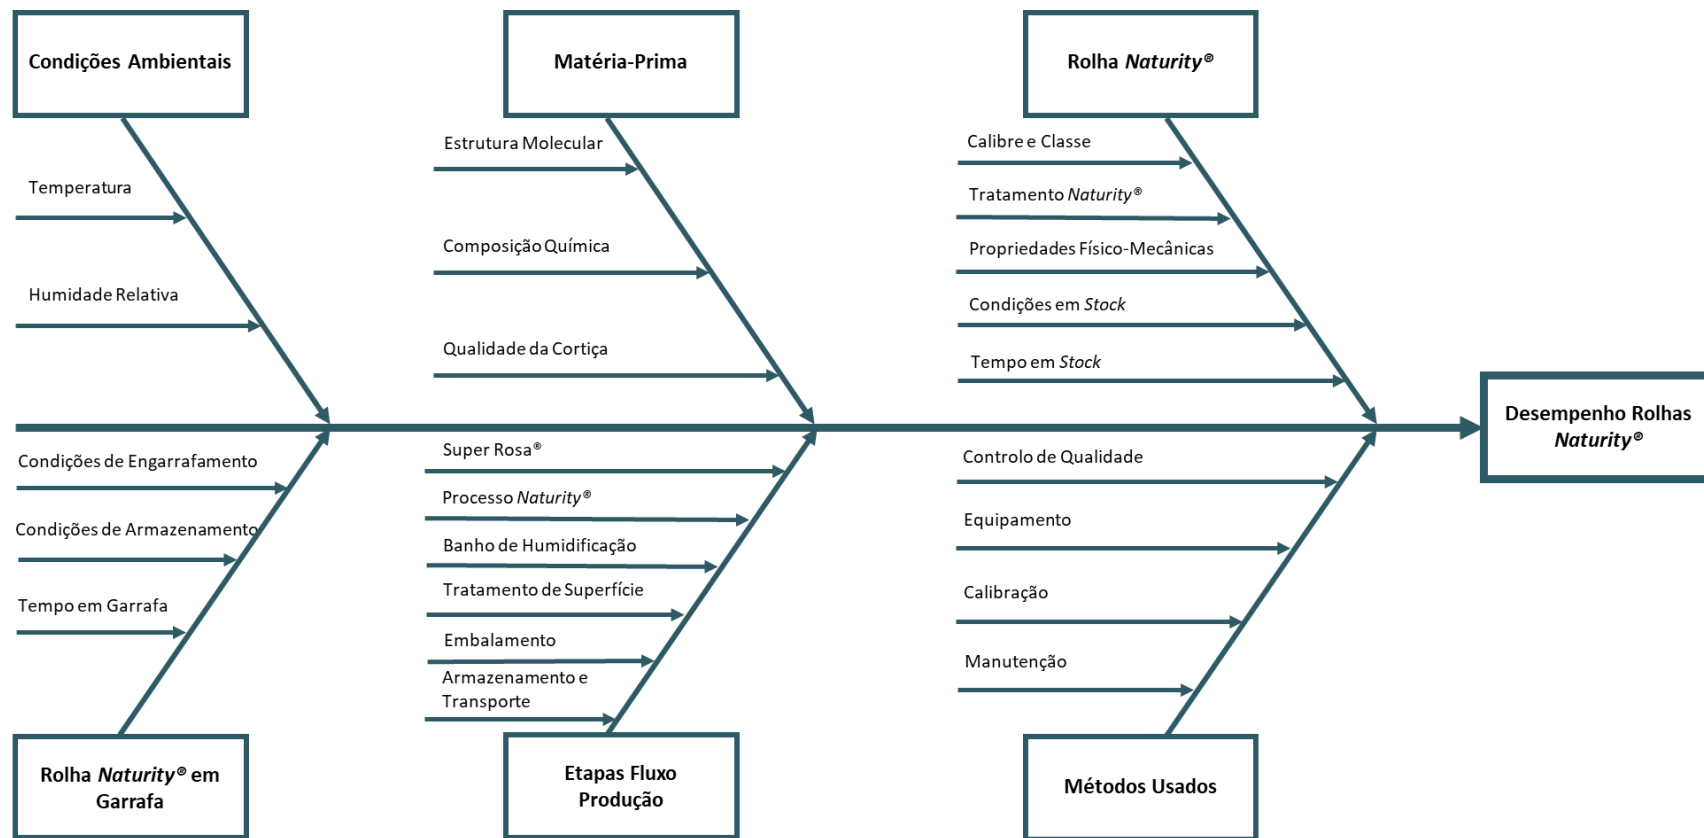 Condições Ambientais
Matéria-Prima
Rolha Naturity®
Temperatura
Humidade Relativa
Estrutura Molecular
Composição Química
Qualidade da Cortiça
Calibre e Classe
Tratamento Naturity®
Propriedades Físico-Mecânicas
Condições em Stock
Tempo em Stock
Desempenho Rolhas
Naturity®
Condições de Engarrafamento
Condições de Armazenamento
Tempo em Garrafa
Super Rosa®
Processo Naturity®
Banho de Humidificação
Tratamento de Superfície
Embalamento
Armazenamento e
Transporte
Controlo de Qualidade
Equipamento
Calibração
Manutenção
Rolha Naturity® em
Garrafa
Etapas Fluxo
Produção
Métodos Usados